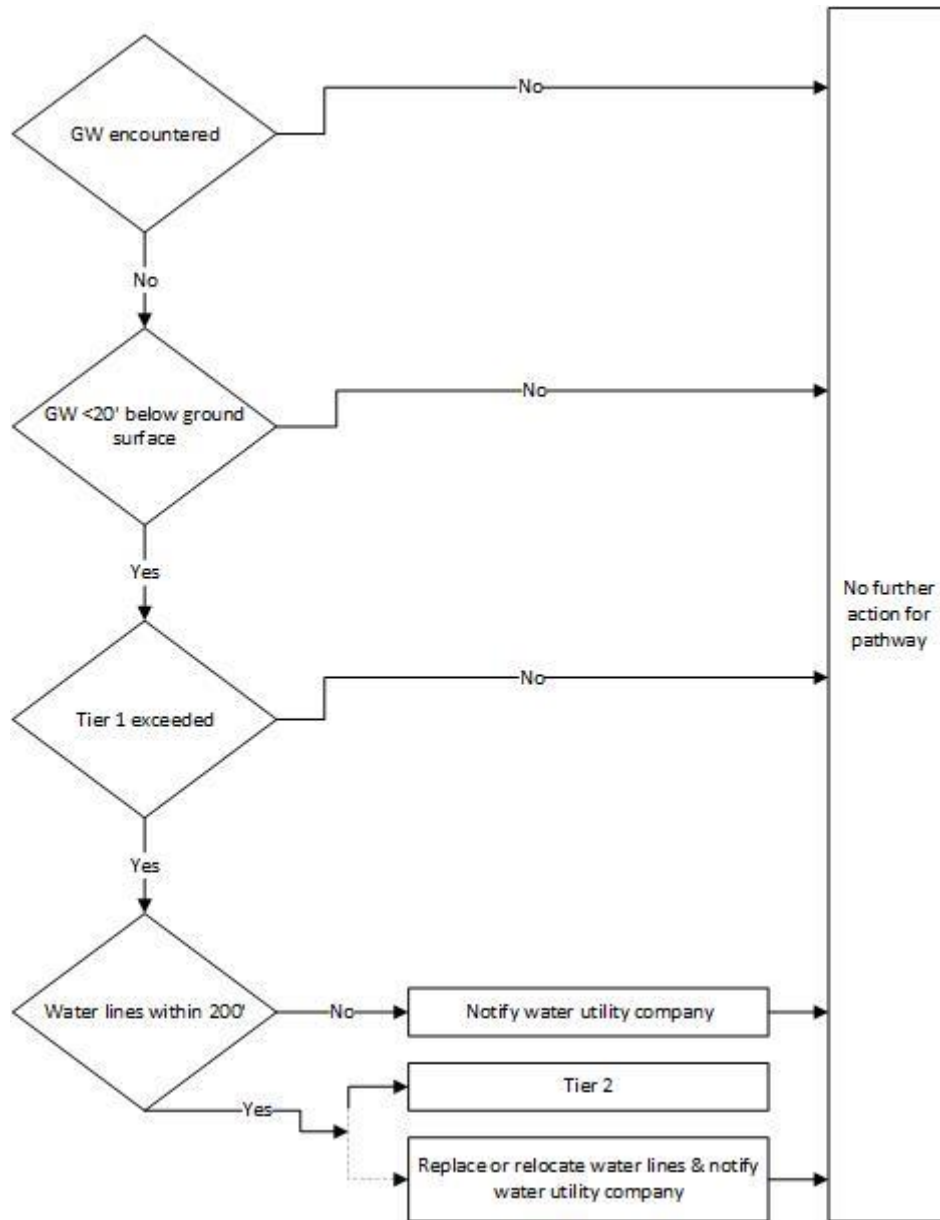 GW encountered
No
No
GW <20' below ground
surface
No
Yes
No further
action for
pathway
Tier 1 exceeded
No
Yes
Water lines within 200'
No
Notify water utility company
Yes
Tier 2
Replace or relocate water lines & notify
water utility company